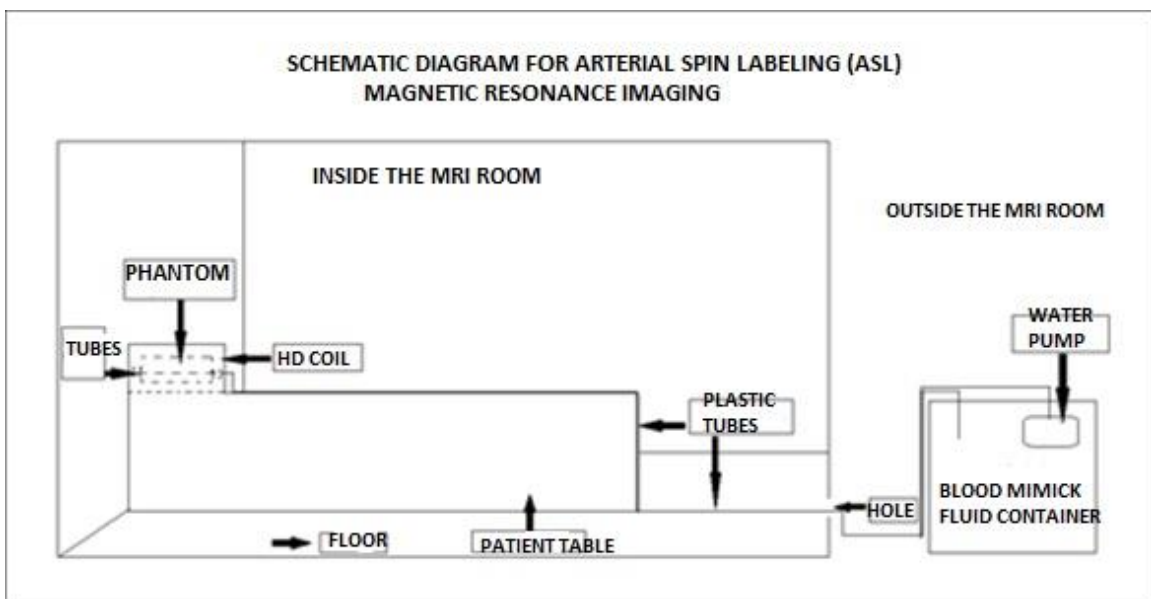 SCHEMATIC DIAGRAM FOR ARTERIAL SPIN LABELING (ASL)
MAGNETIC RESONANCE IMAGING
INSIDE THE MRI ROOM
OUTSIDE THE MRI ROOM
PHANTOM
TUBES
HD COIL
WATER
PUMP
PLASTIC
TUBES
HOLE
BLOOD MIMICK
FLUID CONTAINER
FLOOR
PATIENT TABLE